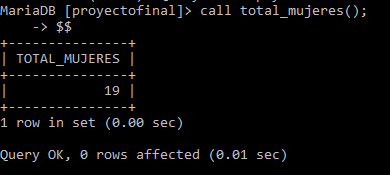 MariaDB [proyectofinal]> call total_mujeres();
    -> $$
+---------------+
| TOTAL_MUJERES |
+---------------+
|            19 |
+---------------+
1 row in set (0.00 sec)

Query OK, 0 rows affected (0.01 sec)